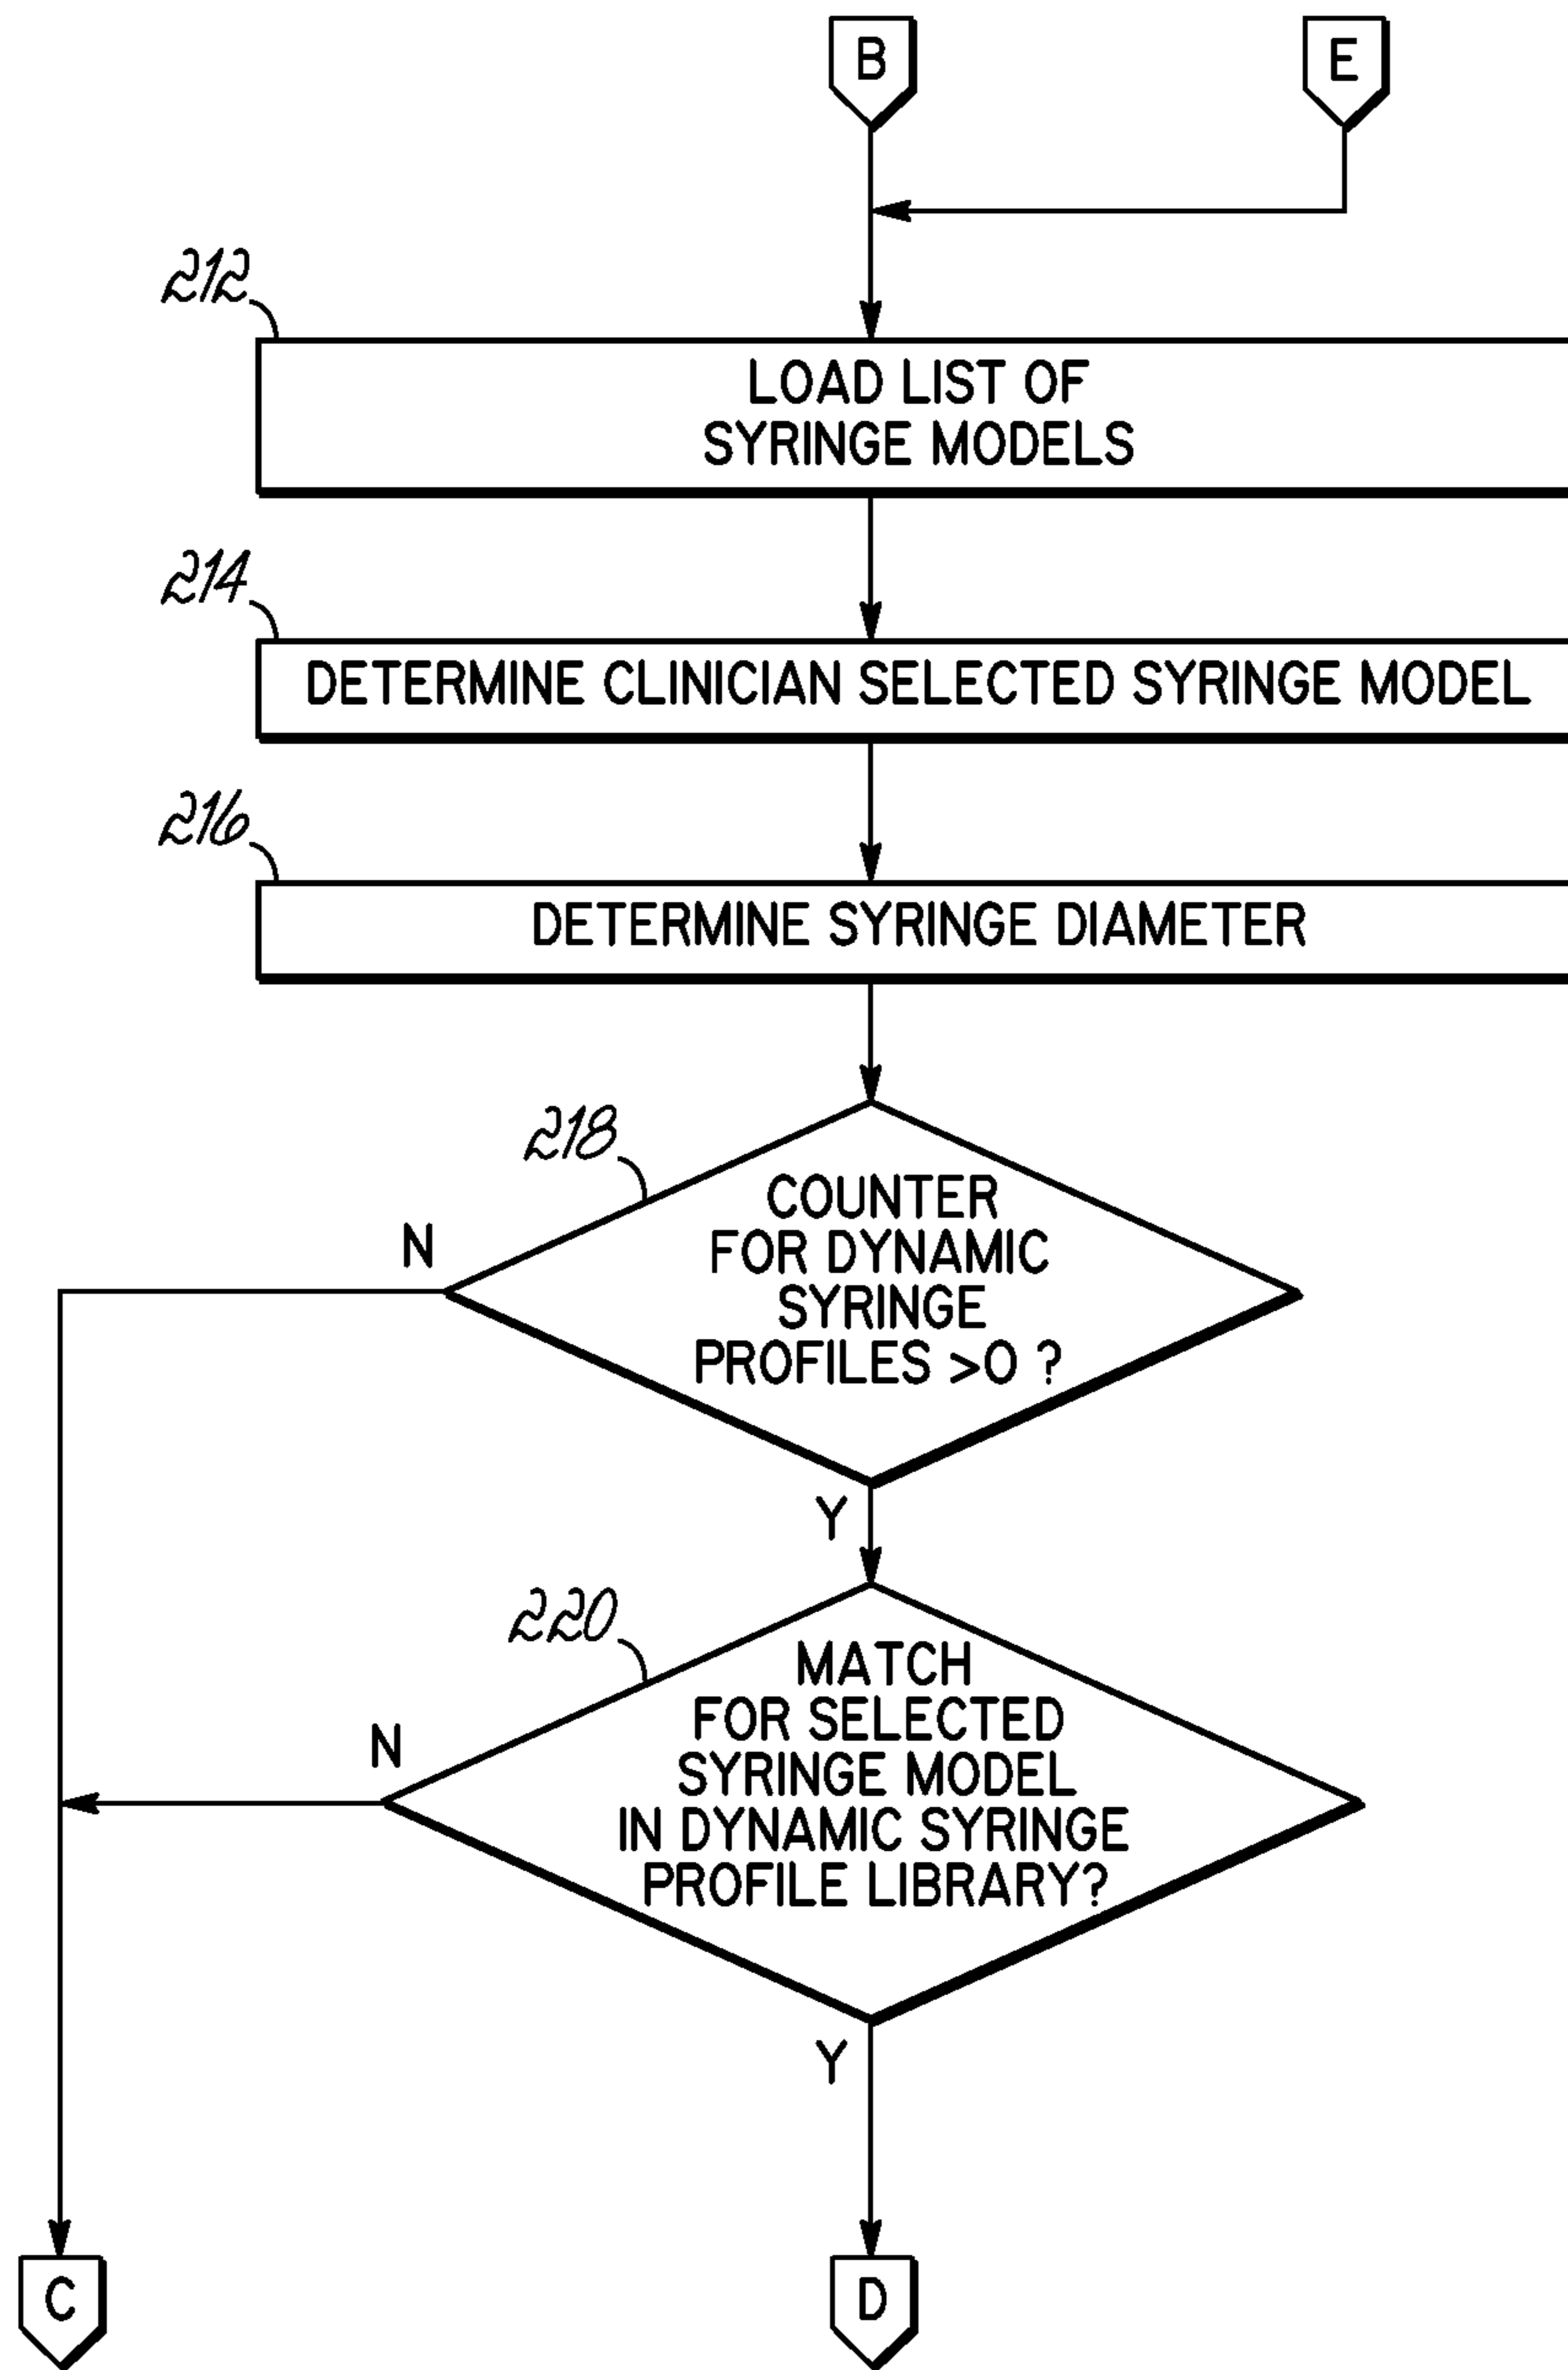 B
E
212
LOAD LIST OF
SYRINGE MODELS
214
DETERMINE CLINICIAN SELECTED SYRINGE MODEL
216
DETERMINE SYRINGE DIAMETER
218
N
COUNTER
FOR DYNAMIC
SYRINGE
PROFILES >0 ?
Y
220
N
MATCH
FOR SELECTED
SYRINGE MODEL
IN DYNAMIC SYRINGE
PROFILE LIBRARY?
Y
C
D